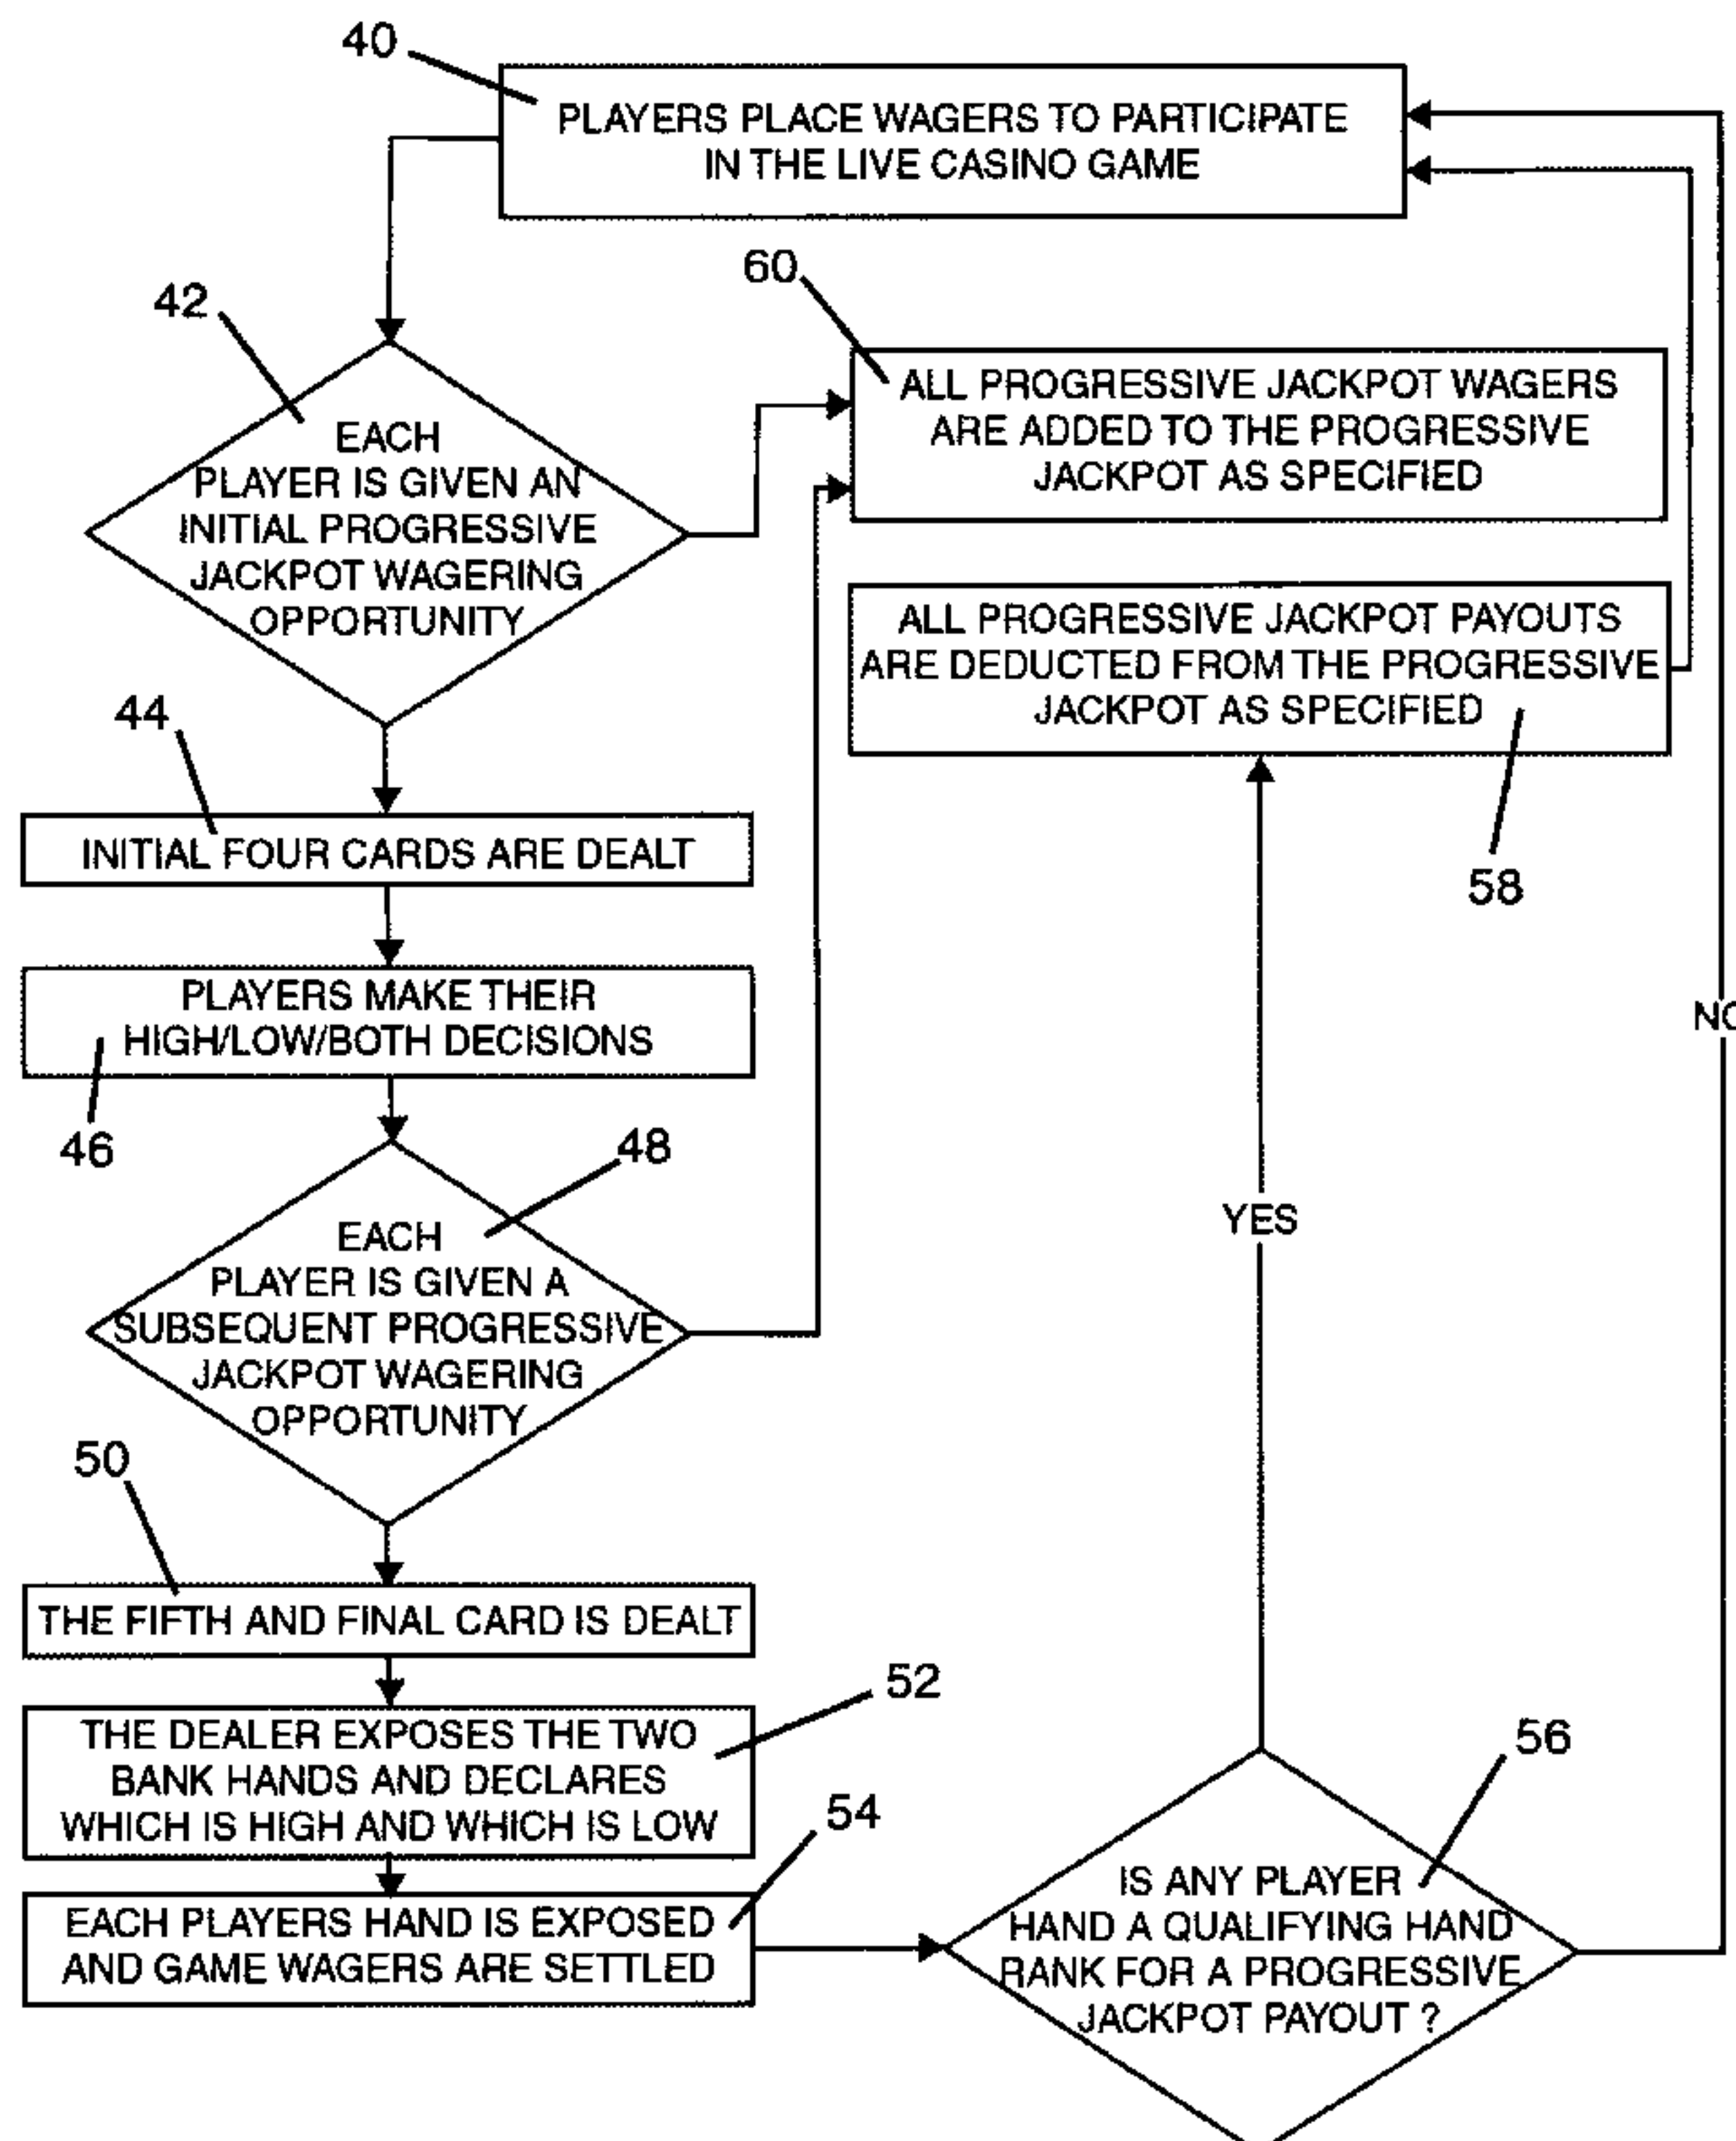 40
PLAYERS PLACE WAGERS TO PARTICIPATE
IN THE LIVE CASINO GAME
42
EACH
PLAYER IS GIVEN AN
INITIAL PROGRESSIVE
JACKPOT WAGERING
OPPORTUNITY
60
ALL PROGRESSIVE JACKPOT WAGERS
ARE ADDED TO THE PROGRESSIVE
JACKPOT AS SPECIFIED
ALL PROGRESSIVE JACKPOT PAYOUTS
ARE DEDUCTED FROM THE PROGRESSIVE
JACKPOT AS SPECIFIED
58
44
INITIAL FOUR CARDS ARE DEALT
PLAYERS MAKE THEIR
HIGH/LOW/BOTH DECISIONS
46
NO
48
EACH
PLAYER IS GIVEN A
SUBSEQUENT PROGRESSIVE
JACKPOT WAGERING
OPPORTUNITY
YES
50
THE FIFTH AND FINAL CARD IS DEALT
52
THE DEALER EXPOSES THE TWO
BANK HANDS AND DECLARES
WHICH IS HIGH AND WHICH IS LOW
54
EACH PLAYERS HAND IS EXPOSED
AND GAME WAGERS ARE SETTLED
56
IS ANY PLAYER
HAND A QUALIFYING HAND
RANK FOR A PROGRESSIVE
JACKPOT PAYOUT ?